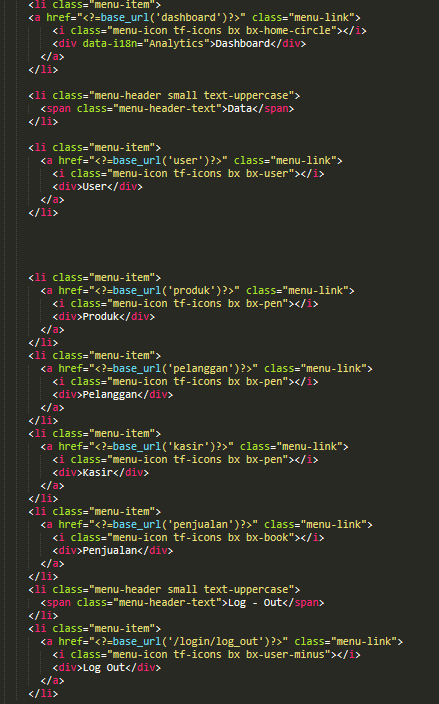 <li class="menu-item">
<a href="<?=base_url('dashboard')?>" class="menu-link">
<i class="menu-icon tf-icons bx bx-home-circle"></i>
<div data-i18n="Analytics">Dashboard</div>
</a>
</li>
<li class="menu-header small text-uppercase">
<span class="menu-header-text">Data</span>
</li>
<li class="menu-item">
<a href="<?=base_url('user')?>" class="menu-link">
<i class="menu-icon tf-icons bx bx-user"></i>
<div>User</div>
</a>
</li>
<li class="menu-item">
<a href="<?=base_url('produk')?>" class="menu-link">
<i class="menu-icon tf-icons bx bx-pen"></i>
<div>Produk</div>
</a>
</li>
<li class="menu-item">
<a href="<?=base_url('pelanggan')?>" class="menu-link">
<i class="menu-icon tf-icons bx bx-pen"></i>
<div>Pelanggan</div>
</a>
</li>
<li class="menu-item">
<a href="<?=base_url('kasir')?>" class="menu-link">
<i class="menu-icon tf-icons bx bx-pen"></i>
<div>Kasir</div>
</a>
</li>
<li class="menu-item">
<a href="<?=base_url('penjualan')?>" class="menu-link">
<i class="menu-icon tf-icons bx bx-book"></i>
<div>Penjualan</div>
</a>
</li>
<li class="menu-header small text-uppercase">
<span class="menu-header-text">Log - Out</span>
</li>
<li class="menu-item">
<a href="<?=base_url('/login/log_out')?>" class="menu-link">
<i class="menu-icon tf-icons bx bx-user-minus"></i>
<div>Log Out</div>
</a>
</li>